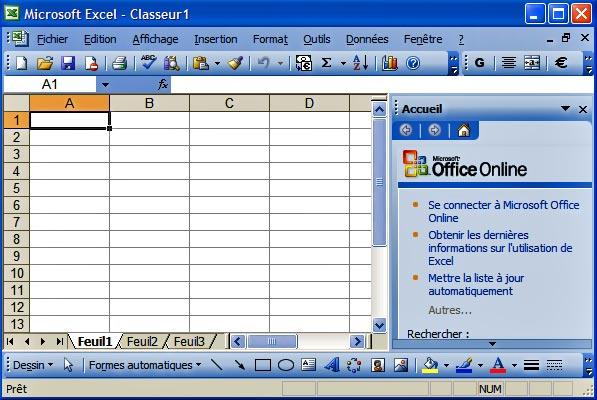 Microsoft Excel - Classeur1
Fichier Edition Affichage Insertion Format Outils Données Fenêtre ?
ABC Σ A Z G €
A1 fx
A B C D
1
2
3
4
5
6
7
8
9
10
11
12
13
Accueil
Microsoft
Office Online
Se connecter à Microsoft Office
Online
Obtenir les dernières
informations sur l'utilisation de
Excel
Mettre la liste à jour
automatiquement
Autres...
Rechercher :
Feuil1 Feuil2 Feuil3
Dessin Formes automatiques A A
Prêt NUM